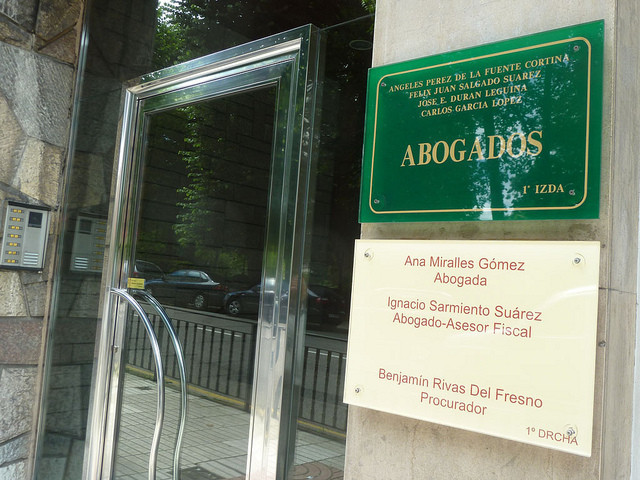 ANGELES PEREZ DE LA FUENTE CORTINA
FELIX JUAN SALGADO SUAREZ
JOSE E. DURAN LEGUINA
CARLOS GARCIA LOPEZ
ABOGADOS
1º IZDA
Ana Miralles Gómez
Abogada
Ignacio Sarmiento Suárez
Abogado-Asesor Fiscal
Benjamín Rivas Del Fresno
Procurador
1º DRCHA